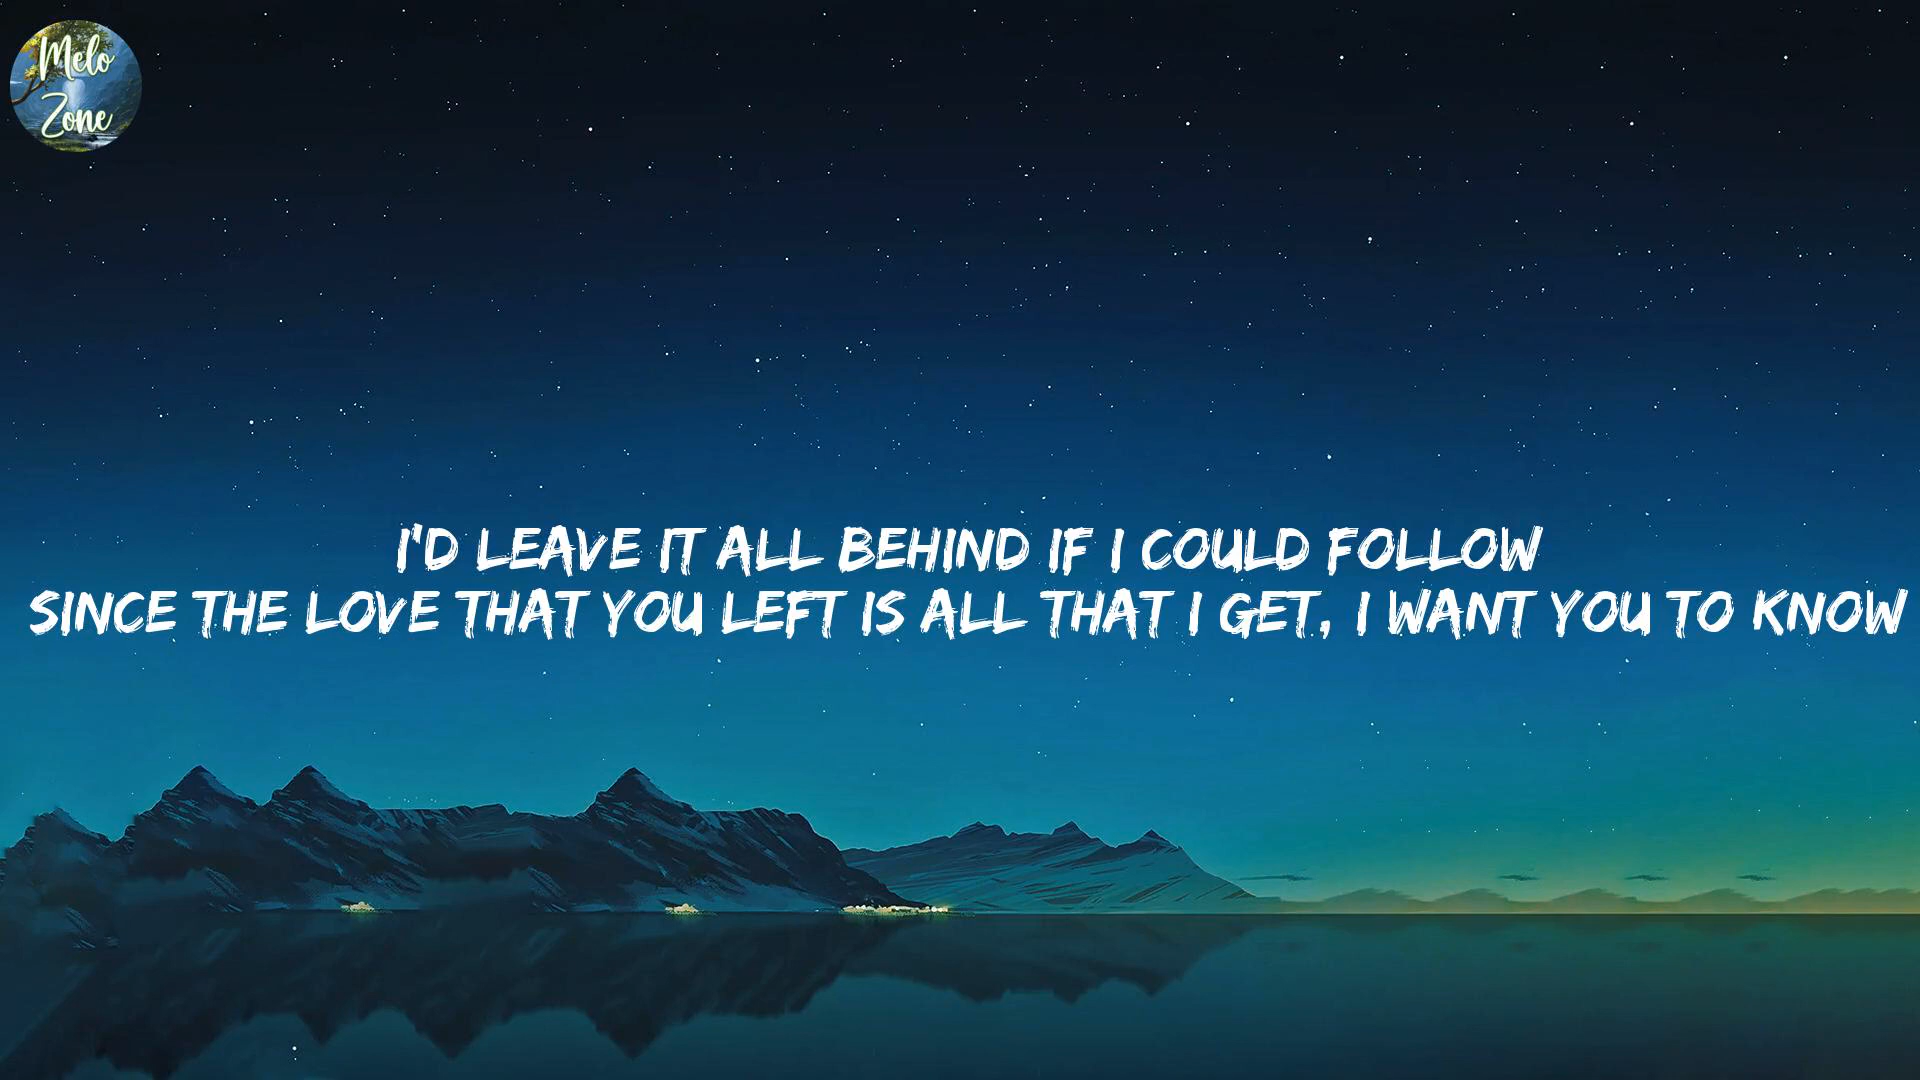 Melo
Zone
I'D LEAVE IT ALL BEHIND IF I COULD FOLLOW
SINCE THE LOVE THAT YOU LEFT IS ALL THAT I GET, I WANT YOU TO KNOW